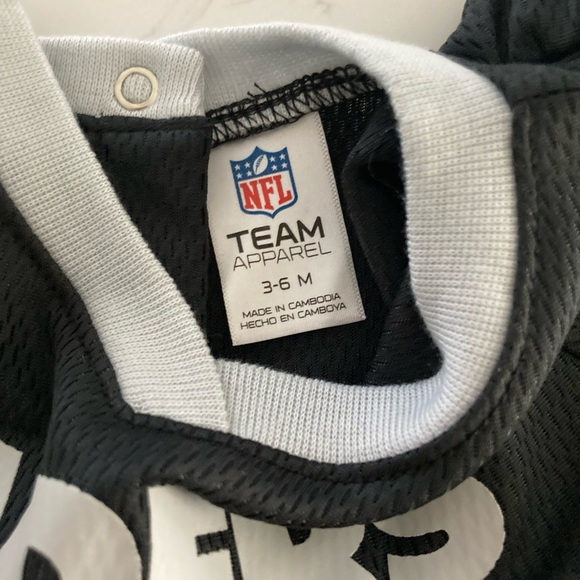 NFL
TEAM
APPAREL
3-6 M
MADE IN CAMBODIA
HECHO EN CAMBOYA